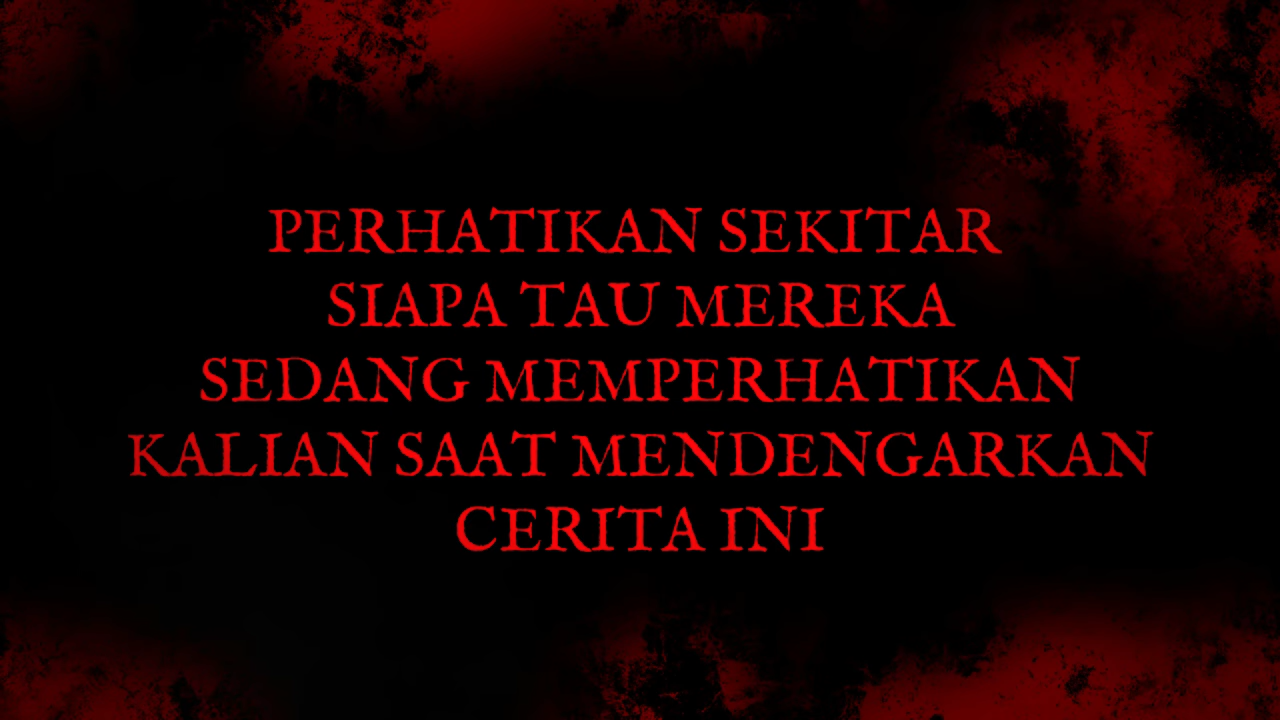 PERHATIKAN SEKITAR
SIAPA TAU MEREKA
SEDANG MEMPERHATIKAN
KALIAN SAAT MENDENGARKAN
CERITA INI